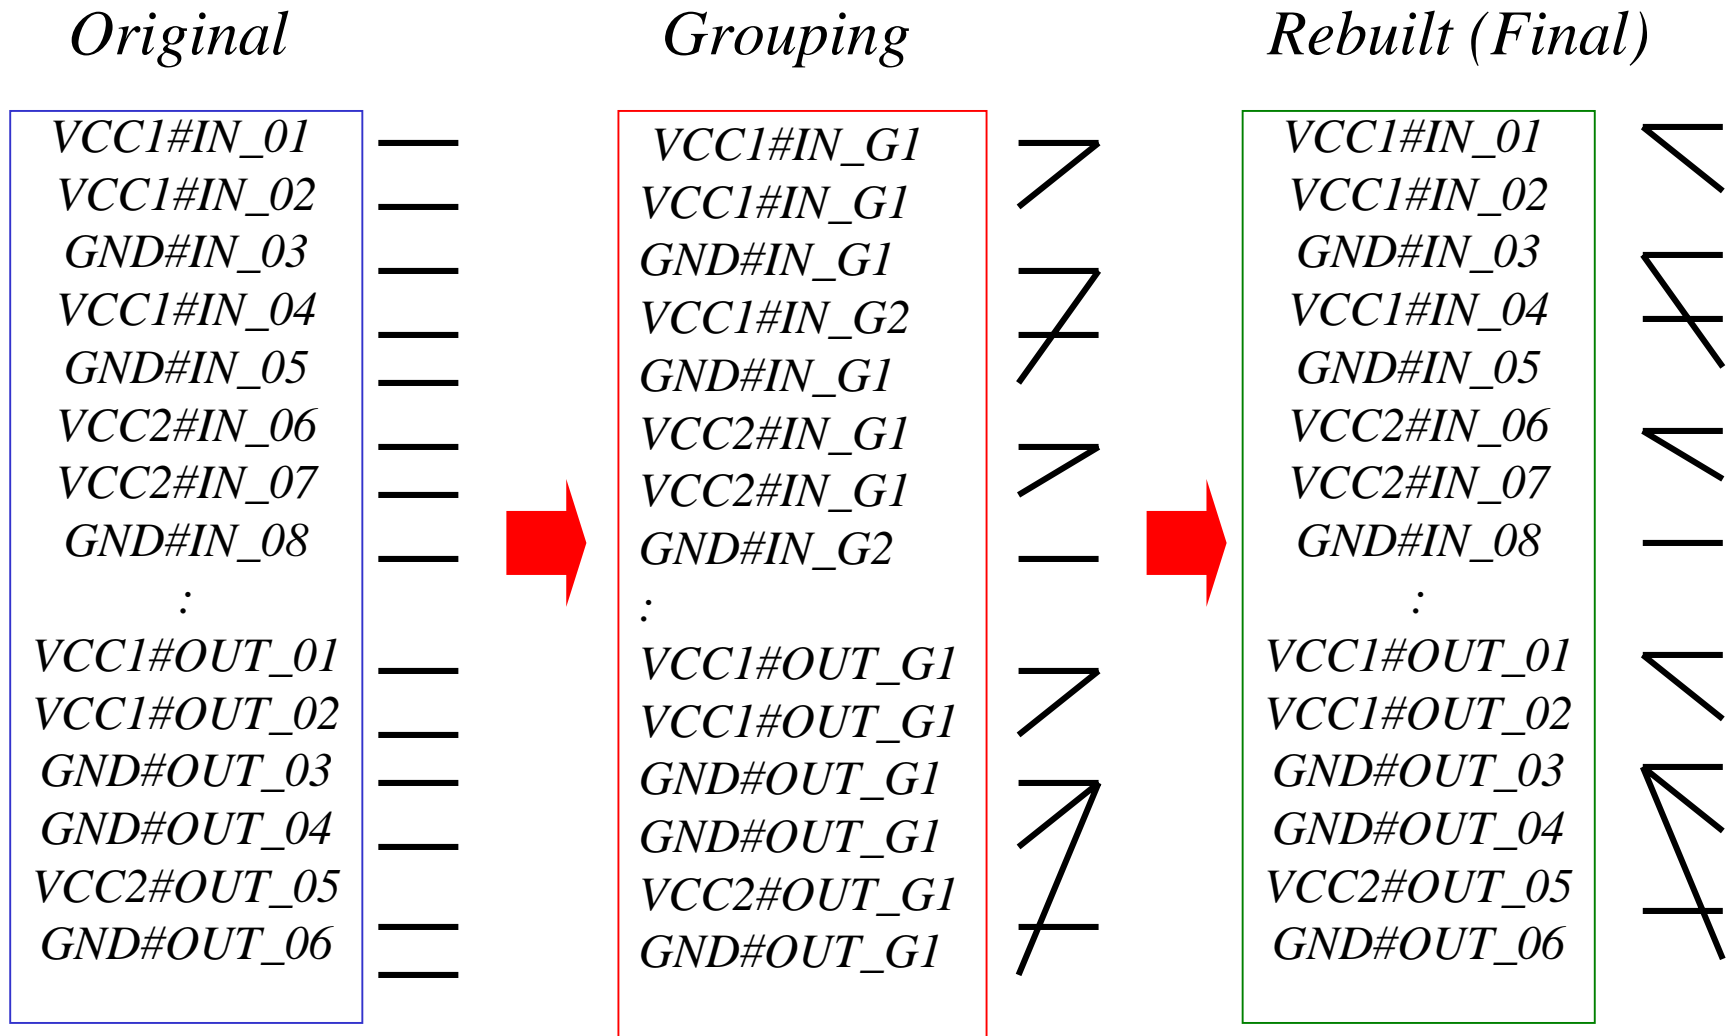 Original
VCC1#IN_01
VCC1#IN_02
GND#IN_03
VCC1#IN_04
GND#IN_05
VCC2#IN_06
VCC2#IN_07
GND#IN_08
:
VCC1#OUT_01
VCC1#OUT_02
GND#OUT_03
GND#OUT_04
VCC2#OUT_05
GND#OUT_06
Grouping
VCC1#IN_G1
VCC1#IN_G1
GND#IN_G1
VCC1#IN_G2
GND#IN_G1
VCC2#IN_G1
VCC2#IN_G1
GND#IN_G2
:
VCC1#OUT_G1
VCC1#OUT_G1
GND#OUT_G1
GND#OUT_G1
VCC2#OUT_G1
GND#OUT_G1
Rebuilt (Final)
VCC1#IN_01
VCC1#IN_02
GND#IN_03
VCC1#IN_04
GND#IN_05
VCC2#IN_06
VCC2#IN_07
GND#IN_08
:
VCC1#OUT_01
VCC1#OUT_02
GND#OUT_03
GND#OUT_04
VCC2#OUT_05
GND#OUT_06